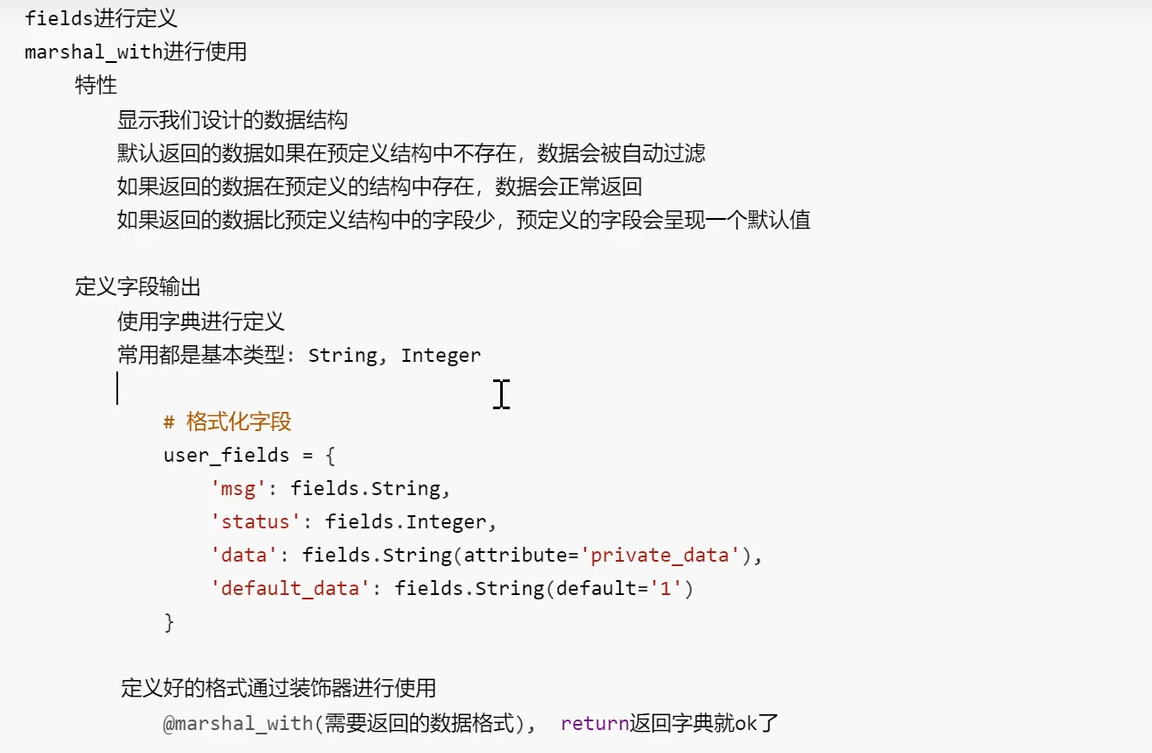 fields进行定义
marshal_with进行使用
特性
显示我们设计的数据结构
默认返回的数据如果在预定义结构中不存在，数据会被自动过滤
如果返回的数据在预定义的结构中存在，数据会正常返回
如果返回的数据比预定义结构中的字段少，预定义的字段会呈现一个默认值
定义字段输出
使用字典进行定义
常用都是基本类型: String, Integer
# 格式化字段
user_fields = {
'msg': fields.String,
'status': fields.Integer,
'data': fields.String(attribute='private_data'),
'default_data': fields.String(default='1')
}
定义好的格式通过装饰器进行使用
@marshal_with(需要返回的数据格式), return返回字典就ok了